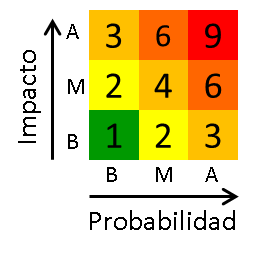 A 3 6 9
Impacto
M 2 4 6
B 1 2 3
B M A
Probabilidad